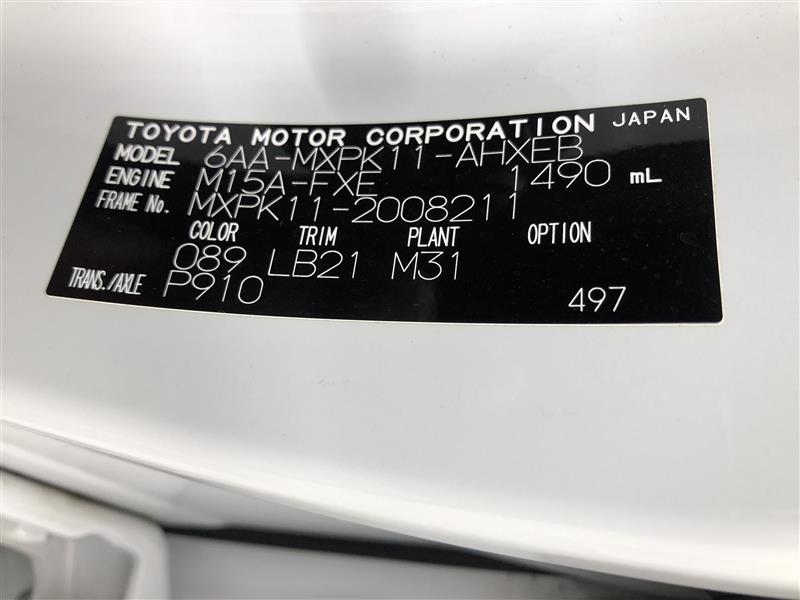 TOYOTA MOTOR CORPORATION JAPAN
MODEL 6AA-MXPK11-AHXEB
ENGINE M15A-FXE 1490 mL
FRAME No. MXPK11-2008211
COLOR TRIM PLANT OPTION
089 LB21 M31
TRANS./AXLE P910 497